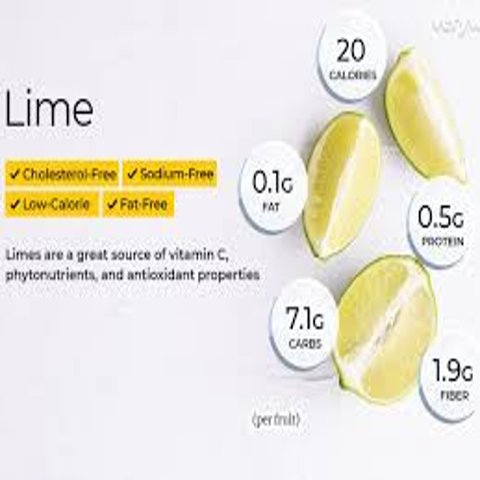 Lime
✔ Cholesterol-Free ✔ Sodium-Free
✔ Low-Calorie ✔ Fat-Free
Limes are a great source of vitamin C,
phytonutrients, and antioxidant properties
20
CALORIES
0.1G
FAT
0.5G
PROTEIN
7.1G
CARBS
1.9G
FIBER
(per fruit)